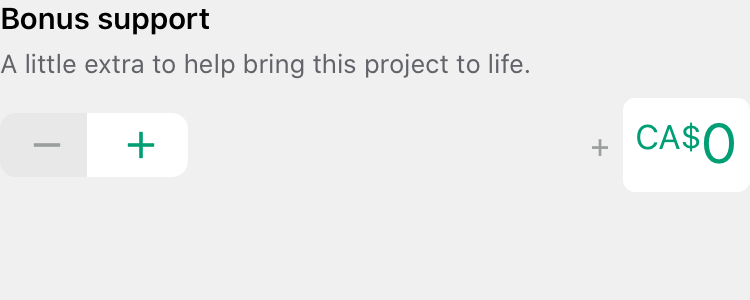 Bonus support
A little extra to help bring this project to life.
− + + CA$0